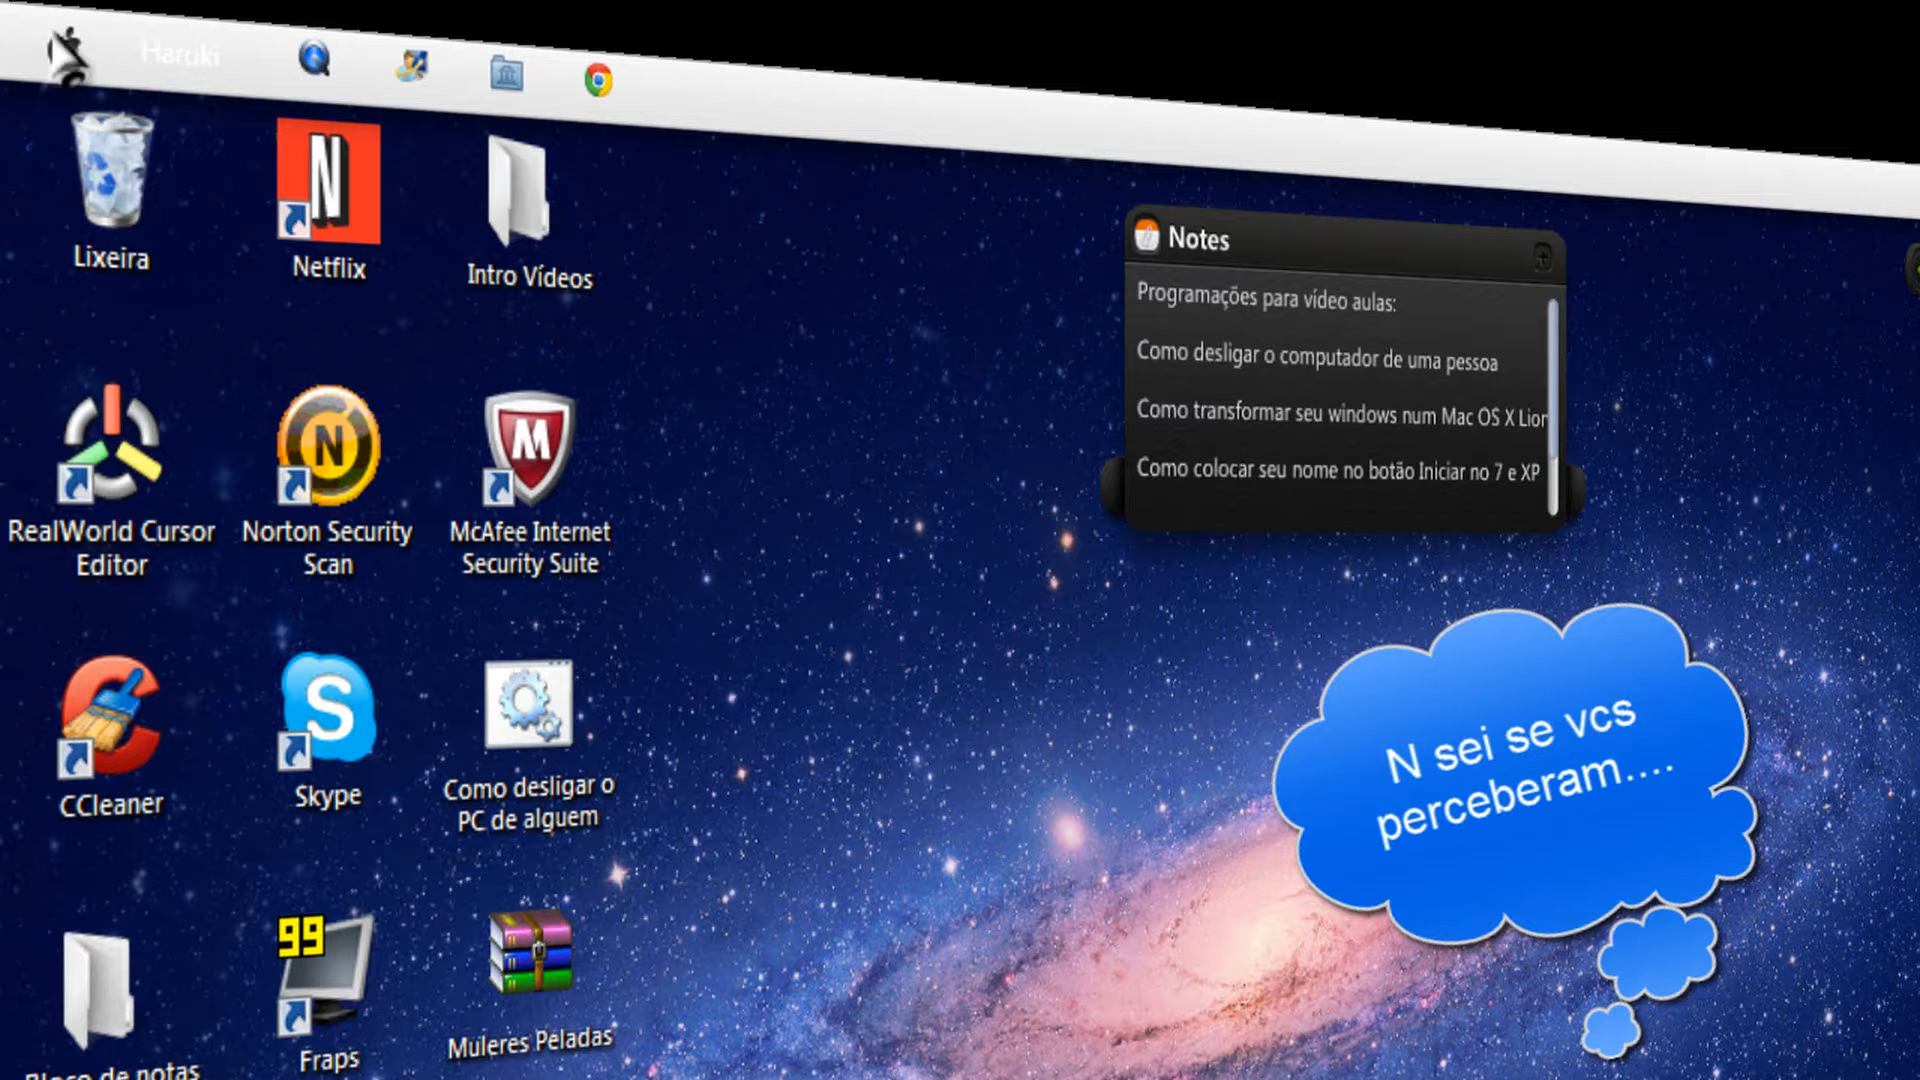 Haruki
Lixeira
Netflix
Intro Vídeos
Notes
Programações para vídeo aulas:
Como desligar o computador de uma pessoa
Como transformar seu windows num Mac OS X Lion
Como colocar seu nome no botão Iniciar no 7 e XP
RealWorld Cursor
Editor
Norton Security
Scan
McAfee Internet
Security Suite
CCleaner
Skype
Como desligar o
PC de alguem
N sei se vcs
perceberam....
99
Bloco de notas
Fraps
Muleres Peladas